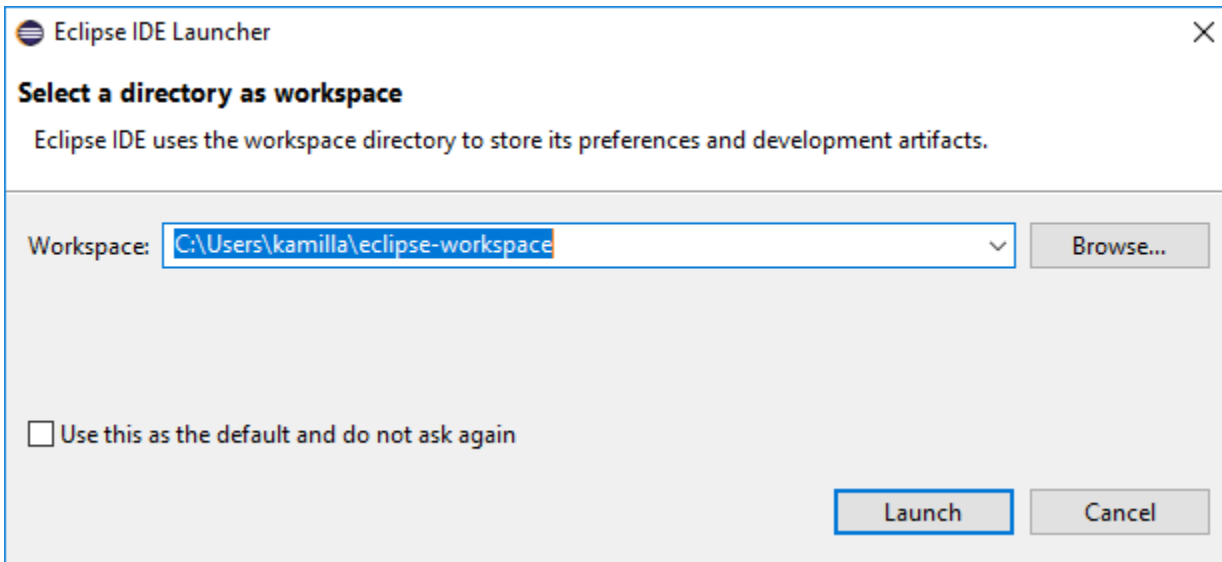 Eclipse IDE Launcher
Select a directory as workspace
Eclipse IDE uses the workspace directory to store its preferences and development artifacts.
Workspace: C:\Users\kamilla\eclipse-workspace Browse...
Use this as the default and do not ask again
Launch Cancel